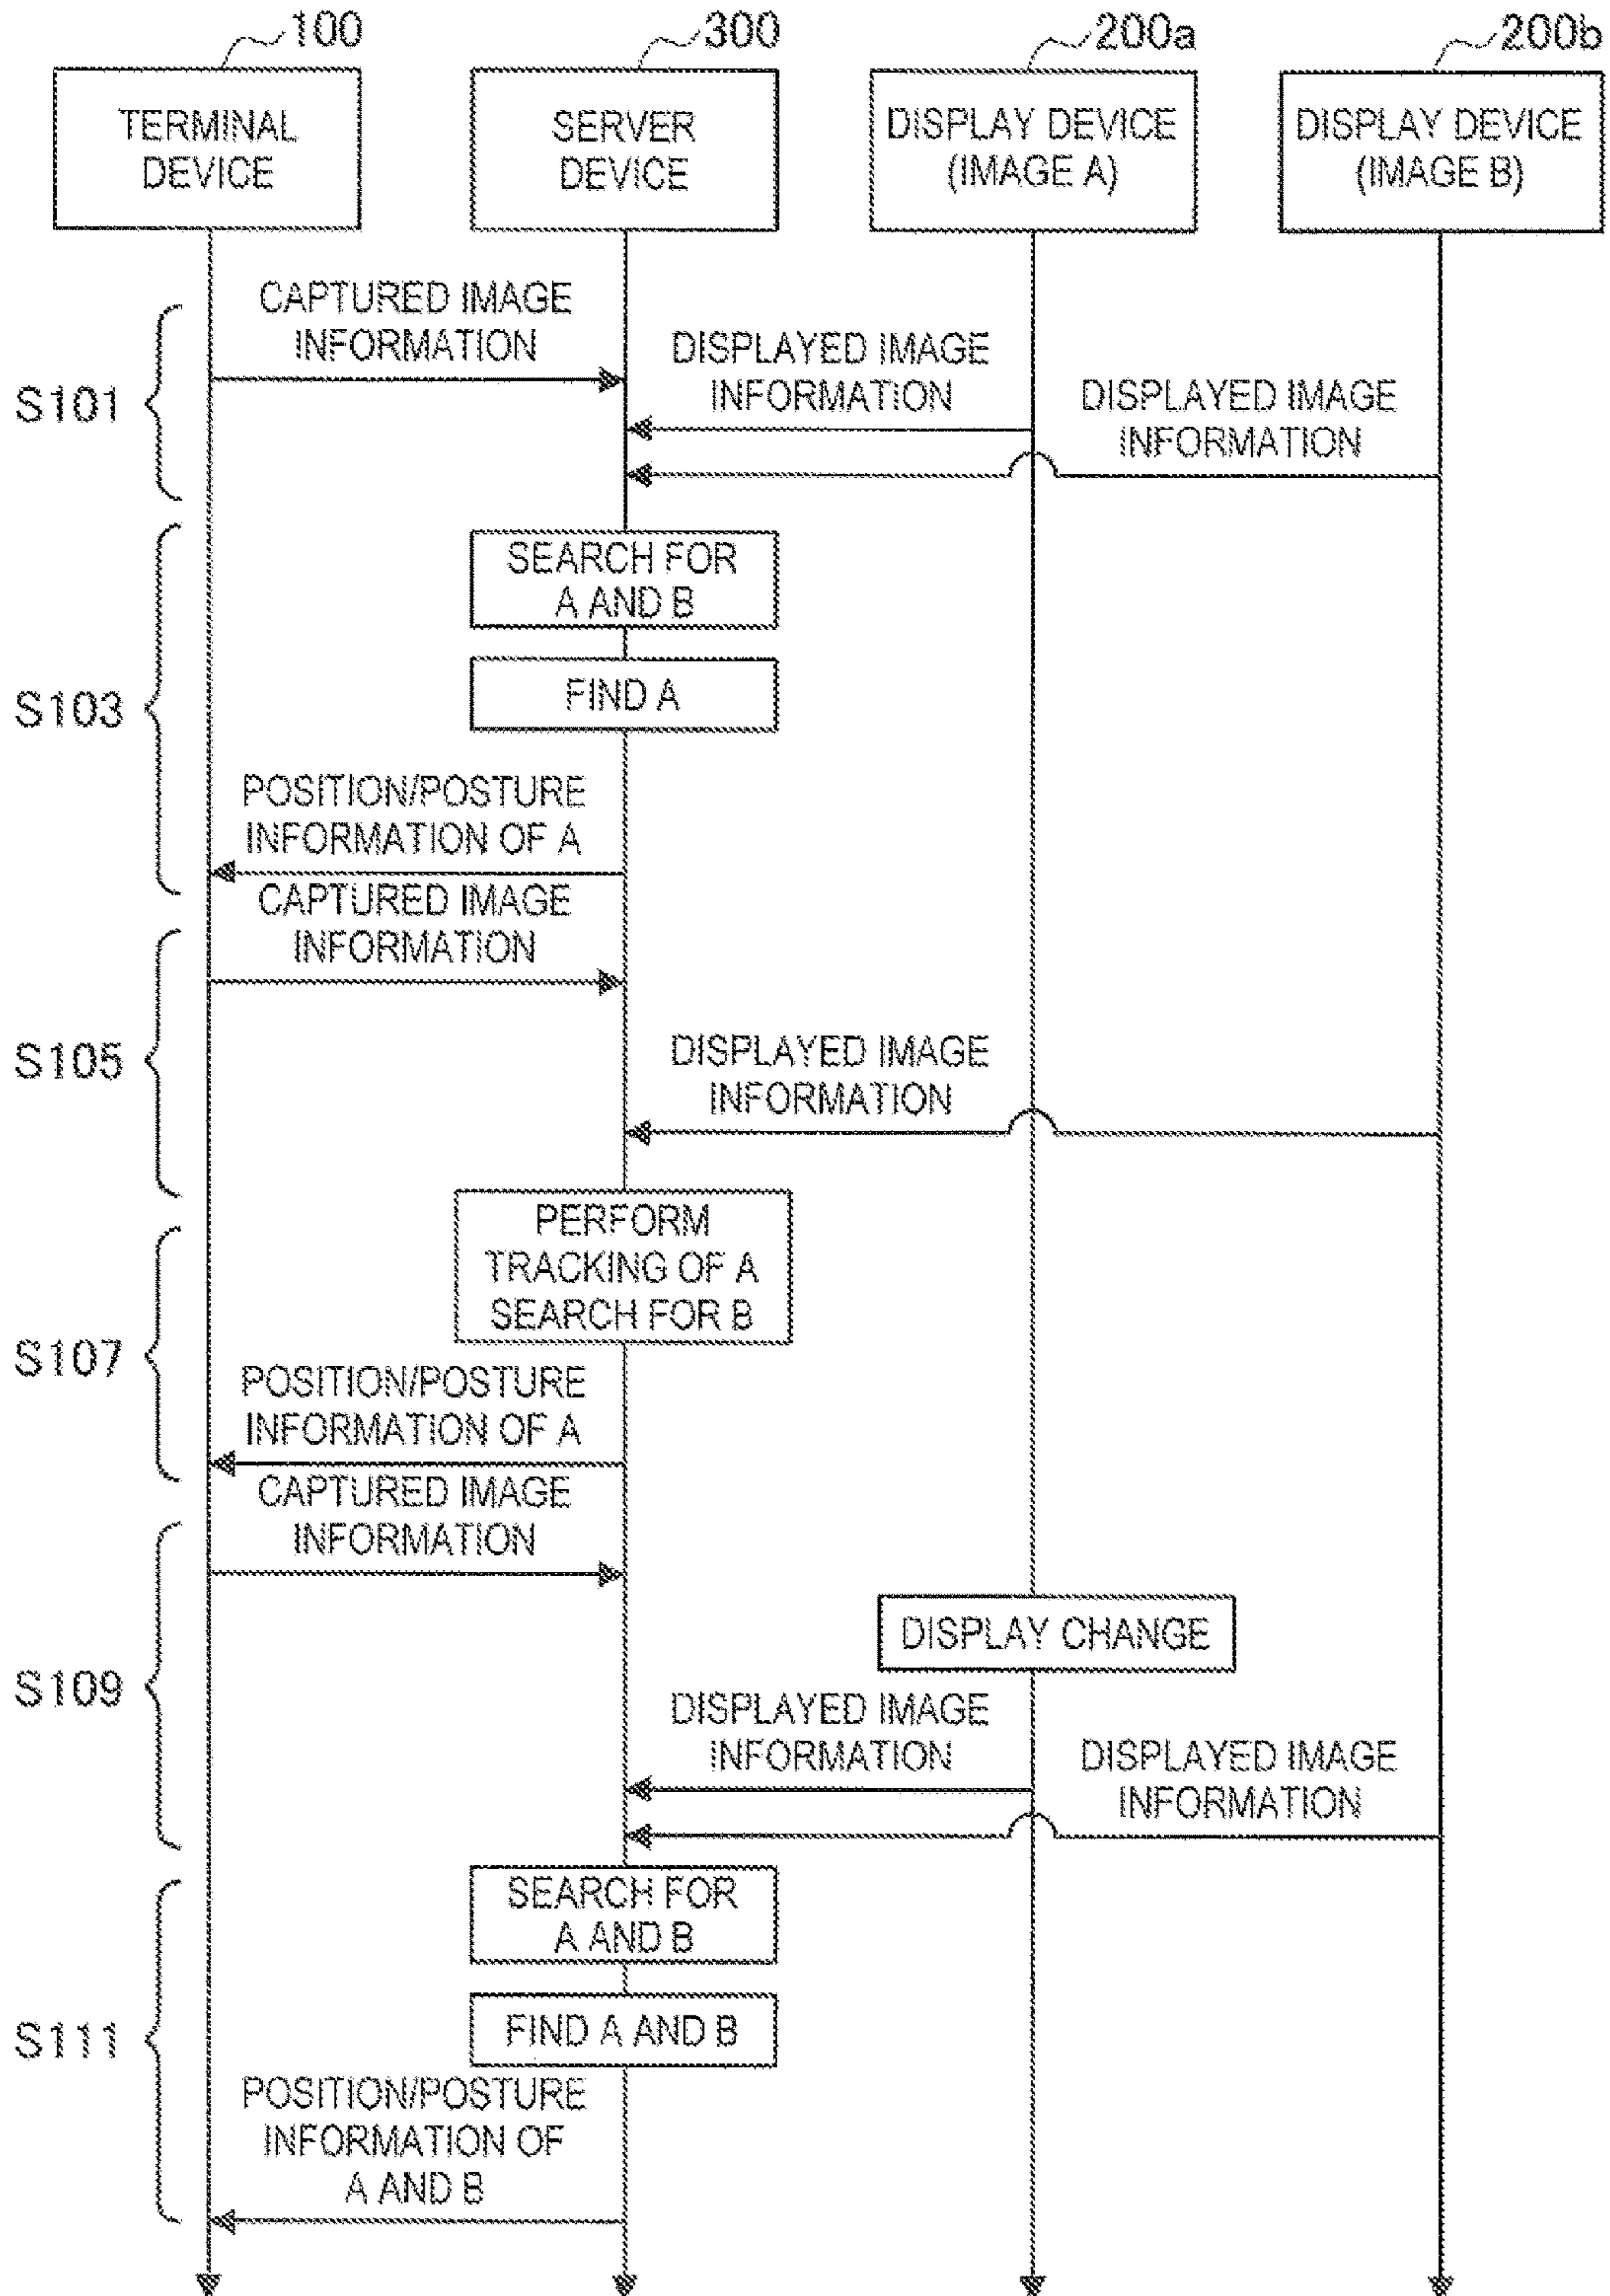 100
300
200a
200b
TERMINAL
DEVICE
SERVER
DEVICE
DISPLAY DEVICE
(IMAGE A)
DISPLAY DEVICE
(IMAGE B)
S101
CAPTURED IMAGE
INFORMATION
DISPLAYED IMAGE
INFORMATION
DISPLAYED IMAGE
INFORMATION
S103
SEARCH FOR
A AND B
FIND A
POSITION/POSTURE
INFORMATION OF A
S105
CAPTURED IMAGE
INFORMATION
DISPLAYED IMAGE
INFORMATION
S107
PERFORM
TRACKING OF A
SEARCH FOR B
POSITION/POSTURE
INFORMATION OF A
S109
CAPTURED IMAGE
INFORMATION
DISPLAY CHANGE
DISPLAYED IMAGE
INFORMATION
DISPLAYED IMAGE
INFORMATION
S111
SEARCH FOR
A AND B
FIND A AND B
POSITION/POSTURE
INFORMATION OF
A AND B